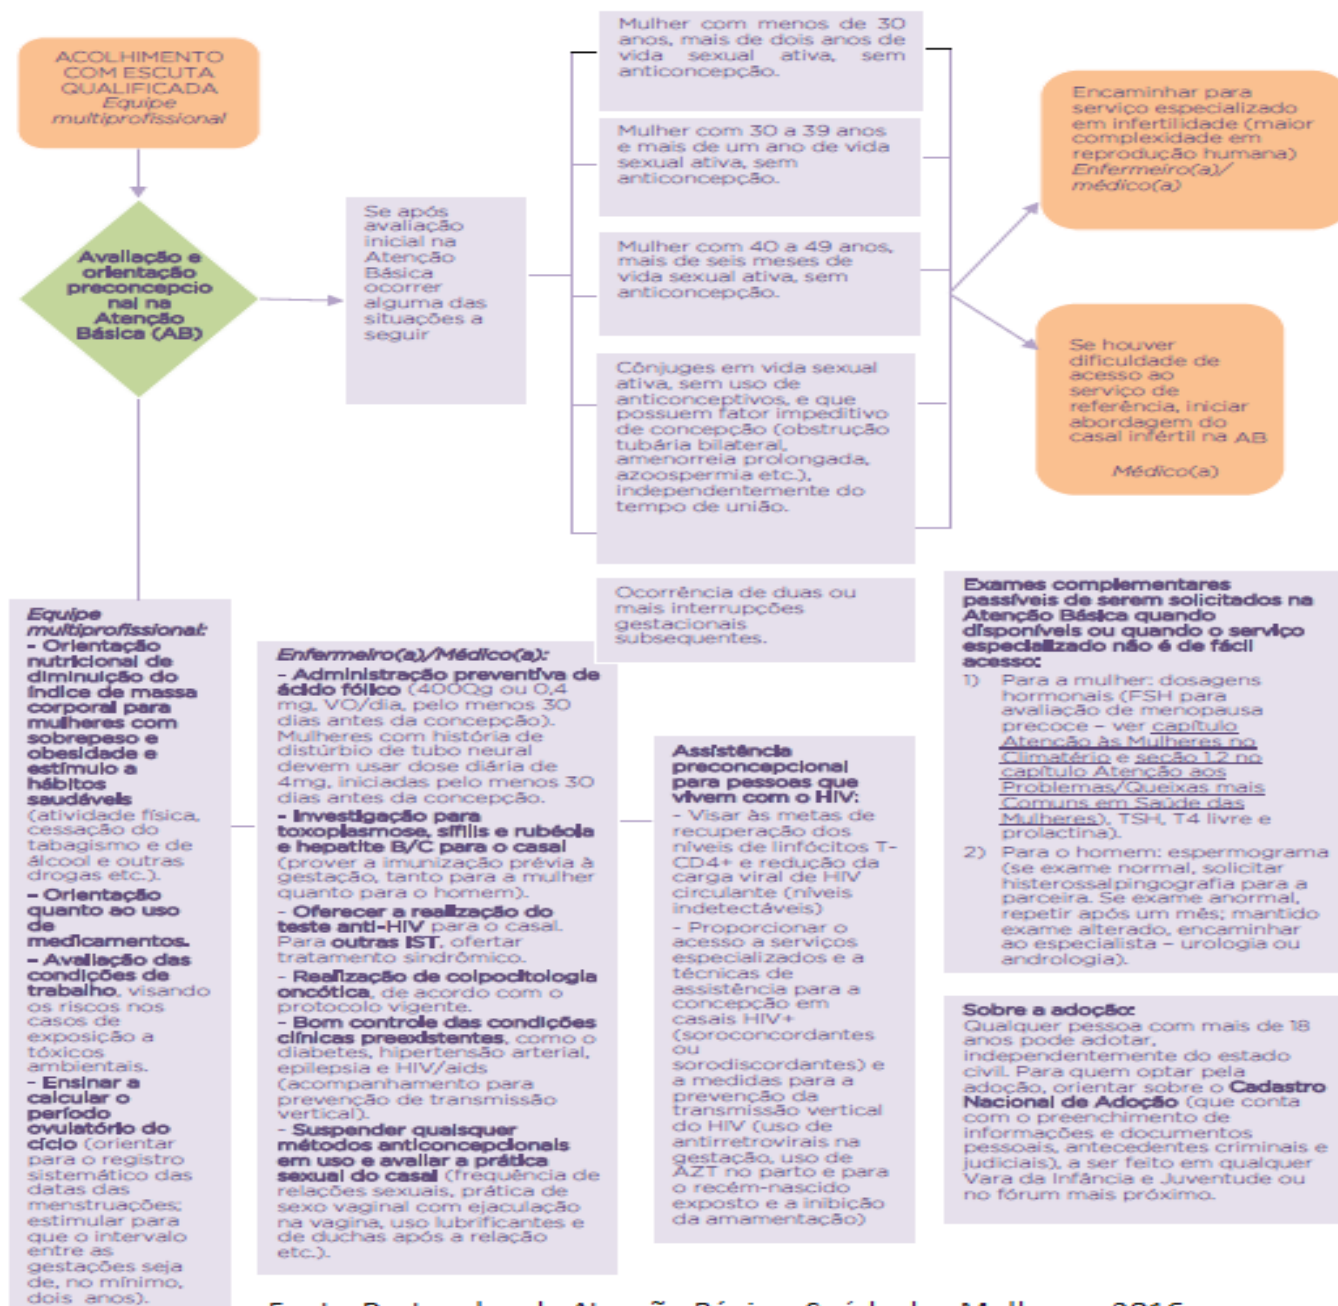 ACOLHIMENTO
COM ESCUTA
QUALIFICADA
Equipe
multiprofissional
Avaliação e
orientação
preconcepcio
nal na
Atenção
Básica (AB)
Se após
avaliação
inicial na
Atenção
Básica
ocorrer
alguma das
situações a
seguir
Mulher com menos de 30
anos, mais de dois anos de
vida sexual ativa, sem
anticoncepção.
Mulher com 30 a 39 anos
e mais de um ano de vida
sexual ativa, sem
anticoncepção.
Mulher com 40 a 49 anos,
mais de seis meses de
vida sexual ativa, sem
anticoncepção.
Cônjuges em vida sexual
ativa, sem uso de
anticonceptivos, e que
possuem fator impeditivo
de concepção (obstrução
tubária bilateral,
amenorreia prolongada,
azoospermia etc.),
independentemente do
tempo de união.
Ocorrência de duas ou
mais interrupções
gestacionais
subsequentes.
Encaminhar para
serviço especializado
em infertilidade (maior
complexidade em
reprodução humana)
Enfermeiro(a)/
médico(a)
Se houver
dificuldade de
acesso ao
serviço de
referência, iniciar
abordagem do
casal infértil na AB
Médico(a)
Equipe
multiprofissional:
- Orientação
nutricional de
diminuição do
índice de massa
corporal para
mulheres com
sobrepeso e
obesidade e
estímulo a
hábitos
saudáveis
(atividade física,
cessação do
tabagismo e de
álcool e outras
drogas etc.).
- Orientação
quanto ao uso
de
medicamentos.
- Avaliação das
condições de
trabalho, visando
os riscos nos
casos de
exposição a
tóxicos
ambientais.
- Ensinar a
calcular o
período
ovulatório do
ciclo (orientar
para o registro
sistemático das
datas das
menstruações;
estimular para
que o intervalo
entre as
gestações seja
de, no mínimo,
dois anos).
Enfermeiro(a)/Médico(a):
- Administração preventiva de
ácido fólico (400Qg ou 0,4
mg, VO/dia, pelo menos 30
dias antes da concepção).
Mulheres com história de
distúrbio de tubo neural
devem usar dose diária de
4mg, iniciadas pelo menos 30
dias antes da concepção.
- Investigação para
toxoplasmose, sífilis e rubéola
e hepatite B/C para o casal
(prover a imunização prévia à
gestação, tanto para a mulher
quanto para o homem).
- Oferecer a realização do
teste anti-HIV para o casal.
Para outras IST, ofertar
tratamento sindrômico.
- Realização de colpocitologia
oncótica, de acordo com o
protocolo vigente.
- Bom controle das condições
clínicas preexistentes, como o
diabetes, hipertensão arterial,
epilepsia e HIV/aids
(acompanhamento para
prevenção de transmissão
vertical).
- Suspender quaisquer
métodos anticoncepcionais
em uso e avaliar a prática
sexual do casal (frequência de
relações sexuais, prática de
sexo vaginal com ejaculação
na vagina, uso lubrificantes e
de duchas após a relação
etc.).
Assistência
preconcepcional
para pessoas que
vivem com o HIV:
- Visar às metas de
recuperação dos
níveis de linfócitos T-
CD4+ e redução da
carga viral de HIV
circulante (níveis
indetectáveis)
- Proporcionar o
acesso a serviços
especializados e a
técnicas de
assistência para a
concepção em
casais HIV+
(soroconcordantes
ou
sorodiscordantes) e
a medidas para a
prevenção da
transmissão vertical
do HIV (uso de
antirretrovirais na
gestação, uso de
AZT no parto e para
o recém-nascido
exposto e a inibição
da amamentação)
Exames complementares
passíveis de serem solicitados na
Atenção Básica quando
disponíveis ou quando o serviço
especializado não é de fácil
acesso:
1) Para a mulher: dosagens
hormonais (FSH para
avaliação de menopausa
precoce – ver capítulo
Atenção às Mulheres no
Climatério e seção 1.2 no
capítulo Atenção aos
Problemas/Queixas mais
Comuns em Saúde das
Mulheres), TSH, T4 livre e
prolactina).
2) Para o homem: espermograma
(se exame normal, solicitar
histerossalpingografia para a
parceira. Se exame anormal,
repetir após um mês; mantido
exame alterado, encaminhar
ao especialista – urologia ou
andrologia).
Sobre a adoção:
Qualquer pessoa com mais de 18
anos pode adotar,
independentemente do estado
civil. Para quem optar pela
adoção, orientar sobre o Cadastro
Nacional de Adoção (que conta
com o preenchimento de
informações e documentos
pessoais, antecedentes criminais e
judiciais), a ser feito em qualquer
Vara da Infância e Juventude ou
no fórum mais próximo.